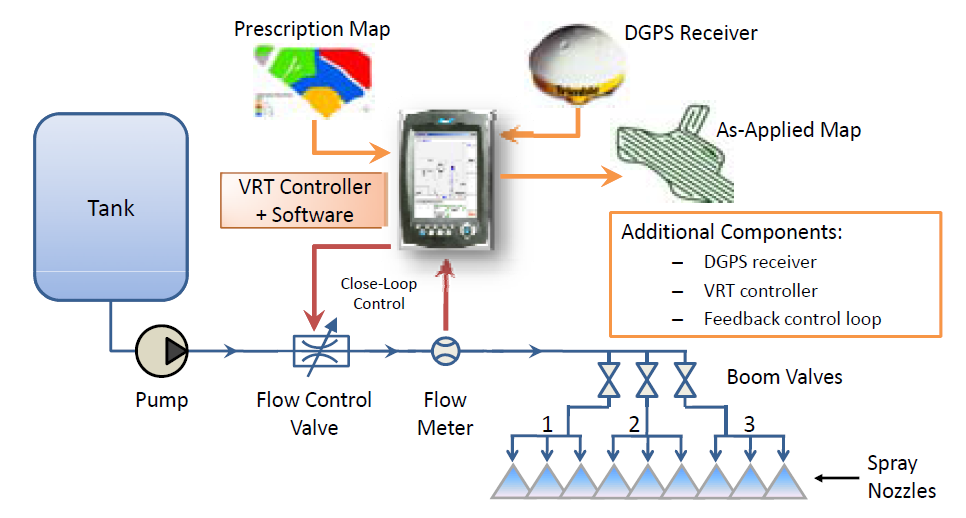 Prescription Map
DGPS Receiver
Trimble
As-Applied Map
Tank
VRT Controller
+ Software
Additional Components:
– DGPS receiver
– VRT controller
– Feedback control loop
Close-Loop
Control
Pump
Flow Control
Valve
Flow
Meter
Boom Valves
1
2
3
Spray
Nozzles